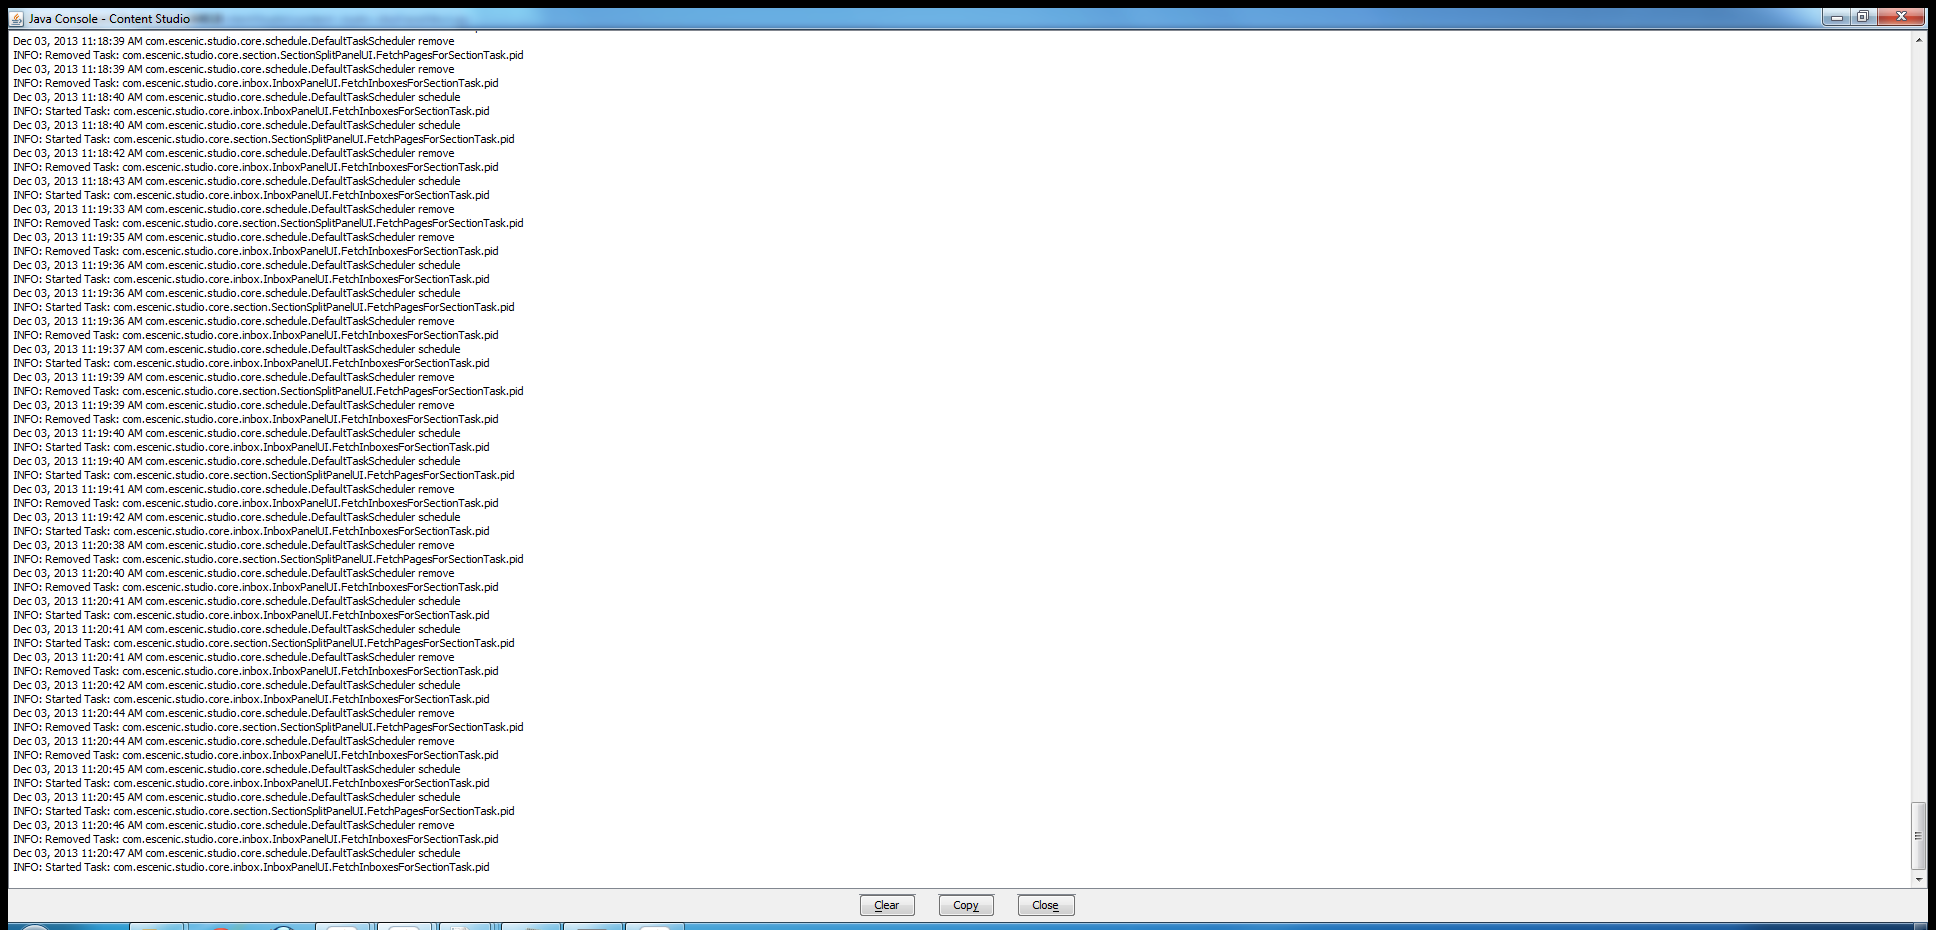 Java Console - Content Studio
Dec 03, 2013 11:18:39 AM com.escenic.studio.core.schedule.DefaultTaskScheduler remove
INFO: Removed Task: com.escenic.studio.core.section.SectionSplitPanelUI.FetchPagesForSectionTask.pid
Dec 03, 2013 11:18:39 AM com.escenic.studio.core.schedule.DefaultTaskScheduler remove
INFO: Removed Task: com.escenic.studio.core.inbox.InboxPanelUI.FetchInboxesForSectionTask.pid
Dec 03, 2013 11:18:40 AM com.escenic.studio.core.schedule.DefaultTaskScheduler schedule
INFO: Started Task: com.escenic.studio.core.inbox.InboxPanelUI.FetchInboxesForSectionTask.pid
Dec 03, 2013 11:18:40 AM com.escenic.studio.core.schedule.DefaultTaskScheduler schedule
INFO: Started Task: com.escenic.studio.core.section.SectionSplitPanelUI.FetchPagesForSectionTask.pid
Dec 03, 2013 11:18:42 AM com.escenic.studio.core.schedule.DefaultTaskScheduler remove
INFO: Removed Task: com.escenic.studio.core.inbox.InboxPanelUI.FetchInboxesForSectionTask.pid
Dec 03, 2013 11:18:43 AM com.escenic.studio.core.schedule.DefaultTaskScheduler schedule
INFO: Started Task: com.escenic.studio.core.inbox.InboxPanelUI.FetchInboxesForSectionTask.pid
Dec 03, 2013 11:19:33 AM com.escenic.studio.core.schedule.DefaultTaskScheduler remove
INFO: Removed Task: com.escenic.studio.core.section.SectionSplitPanelUI.FetchPagesForSectionTask.pid
Dec 03, 2013 11:19:35 AM com.escenic.studio.core.schedule.DefaultTaskScheduler remove
INFO: Removed Task: com.escenic.studio.core.inbox.InboxPanelUI.FetchInboxesForSectionTask.pid
Dec 03, 2013 11:19:36 AM com.escenic.studio.core.schedule.DefaultTaskScheduler schedule
INFO: Started Task: com.escenic.studio.core.inbox.InboxPanelUI.FetchInboxesForSectionTask.pid
Dec 03, 2013 11:19:36 AM com.escenic.studio.core.schedule.DefaultTaskScheduler schedule
INFO: Started Task: com.escenic.studio.core.section.SectionSplitPanelUI.FetchPagesForSectionTask.pid
Dec 03, 2013 11:19:36 AM com.escenic.studio.core.schedule.DefaultTaskScheduler remove
INFO: Removed Task: com.escenic.studio.core.inbox.InboxPanelUI.FetchInboxesForSectionTask.pid
Dec 03, 2013 11:19:37 AM com.escenic.studio.core.schedule.DefaultTaskScheduler schedule
INFO: Started Task: com.escenic.studio.core.inbox.InboxPanelUI.FetchInboxesForSectionTask.pid
Dec 03, 2013 11:19:39 AM com.escenic.studio.core.schedule.DefaultTaskScheduler remove
INFO: Removed Task: com.escenic.studio.core.section.SectionSplitPanelUI.FetchPagesForSectionTask.pid
Dec 03, 2013 11:19:39 AM com.escenic.studio.core.schedule.DefaultTaskScheduler remove
INFO: Removed Task: com.escenic.studio.core.inbox.InboxPanelUI.FetchInboxesForSectionTask.pid
Dec 03, 2013 11:19:40 AM com.escenic.studio.core.schedule.DefaultTaskScheduler schedule
INFO: Started Task: com.escenic.studio.core.inbox.InboxPanelUI.FetchInboxesForSectionTask.pid
Dec 03, 2013 11:19:40 AM com.escenic.studio.core.schedule.DefaultTaskScheduler schedule
INFO: Started Task: com.escenic.studio.core.section.SectionSplitPanelUI.FetchPagesForSectionTask.pid
Dec 03, 2013 11:19:41 AM com.escenic.studio.core.schedule.DefaultTaskScheduler remove
INFO: Removed Task: com.escenic.studio.core.inbox.InboxPanelUI.FetchInboxesForSectionTask.pid
Dec 03, 2013 11:19:42 AM com.escenic.studio.core.schedule.DefaultTaskScheduler schedule
INFO: Started Task: com.escenic.studio.core.inbox.InboxPanelUI.FetchInboxesForSectionTask.pid
Dec 03, 2013 11:20:38 AM com.escenic.studio.core.schedule.DefaultTaskScheduler remove
INFO: Removed Task: com.escenic.studio.core.section.SectionSplitPanelUI.FetchPagesForSectionTask.pid
Dec 03, 2013 11:20:40 AM com.escenic.studio.core.schedule.DefaultTaskScheduler remove
INFO: Removed Task: com.escenic.studio.core.inbox.InboxPanelUI.FetchInboxesForSectionTask.pid
Dec 03, 2013 11:20:41 AM com.escenic.studio.core.schedule.DefaultTaskScheduler schedule
INFO: Started Task: com.escenic.studio.core.inbox.InboxPanelUI.FetchInboxesForSectionTask.pid
Dec 03, 2013 11:20:41 AM com.escenic.studio.core.schedule.DefaultTaskScheduler schedule
INFO: Started Task: com.escenic.studio.core.section.SectionSplitPanelUI.FetchPagesForSectionTask.pid
Dec 03, 2013 11:20:41 AM com.escenic.studio.core.schedule.DefaultTaskScheduler remove
INFO: Removed Task: com.escenic.studio.core.inbox.InboxPanelUI.FetchInboxesForSectionTask.pid
Dec 03, 2013 11:20:42 AM com.escenic.studio.core.schedule.DefaultTaskScheduler schedule
INFO: Started Task: com.escenic.studio.core.inbox.InboxPanelUI.FetchInboxesForSectionTask.pid
Dec 03, 2013 11:20:44 AM com.escenic.studio.core.schedule.DefaultTaskScheduler remove
INFO: Removed Task: com.escenic.studio.core.section.SectionSplitPanelUI.FetchPagesForSectionTask.pid
Dec 03, 2013 11:20:44 AM com.escenic.studio.core.schedule.DefaultTaskScheduler remove
INFO: Removed Task: com.escenic.studio.core.inbox.InboxPanelUI.FetchInboxesForSectionTask.pid
Dec 03, 2013 11:20:45 AM com.escenic.studio.core.schedule.DefaultTaskScheduler schedule
INFO: Started Task: com.escenic.studio.core.inbox.InboxPanelUI.FetchInboxesForSectionTask.pid
Dec 03, 2013 11:20:45 AM com.escenic.studio.core.schedule.DefaultTaskScheduler schedule
INFO: Started Task: com.escenic.studio.core.section.SectionSplitPanelUI.FetchPagesForSectionTask.pid
Dec 03, 2013 11:20:46 AM com.escenic.studio.core.schedule.DefaultTaskScheduler remove
INFO: Removed Task: com.escenic.studio.core.inbox.InboxPanelUI.FetchInboxesForSectionTask.pid
Dec 03, 2013 11:20:47 AM com.escenic.studio.core.schedule.DefaultTaskScheduler schedule
INFO: Started Task: com.escenic.studio.core.inbox.InboxPanelUI.FetchInboxesForSectionTask.pid
Clear Copy Close